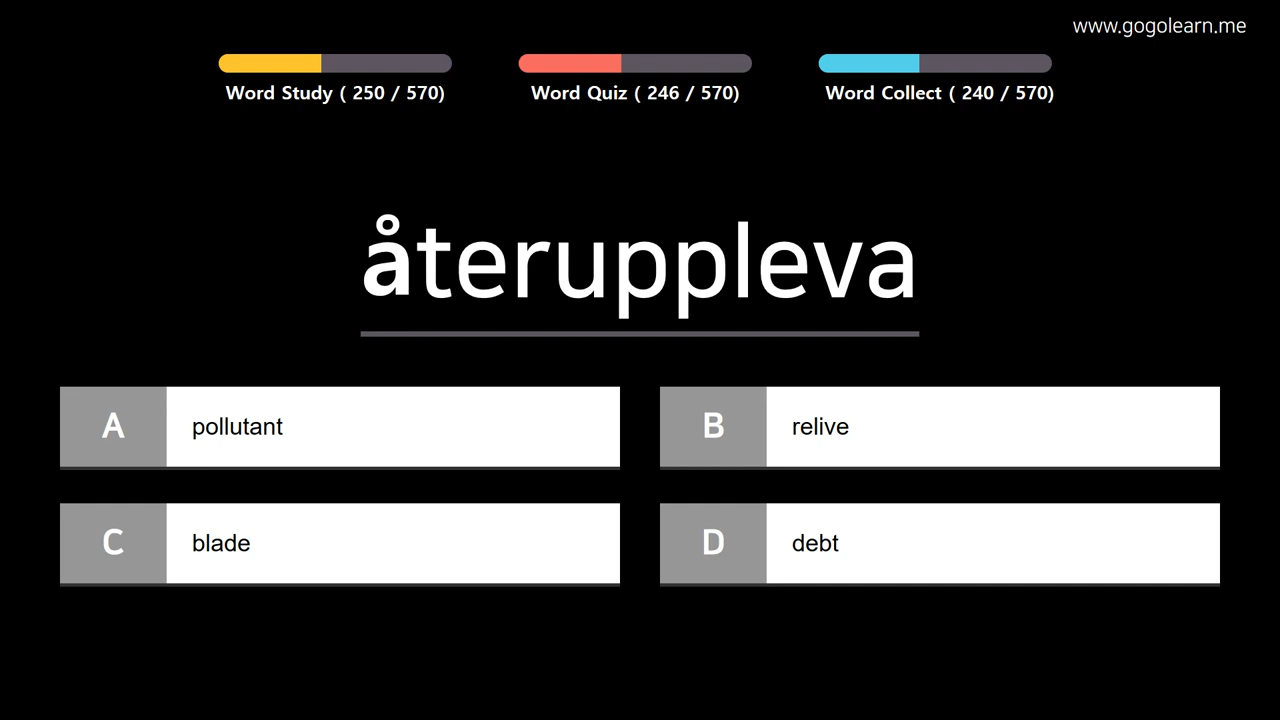 www.gogolearn.me
Word Study ( 250 / 570)
Word Quiz ( 246 / 570)
Word Collect ( 240 / 570)
återuppleva
A
pollutant
B
relive
C
blade
D
debt